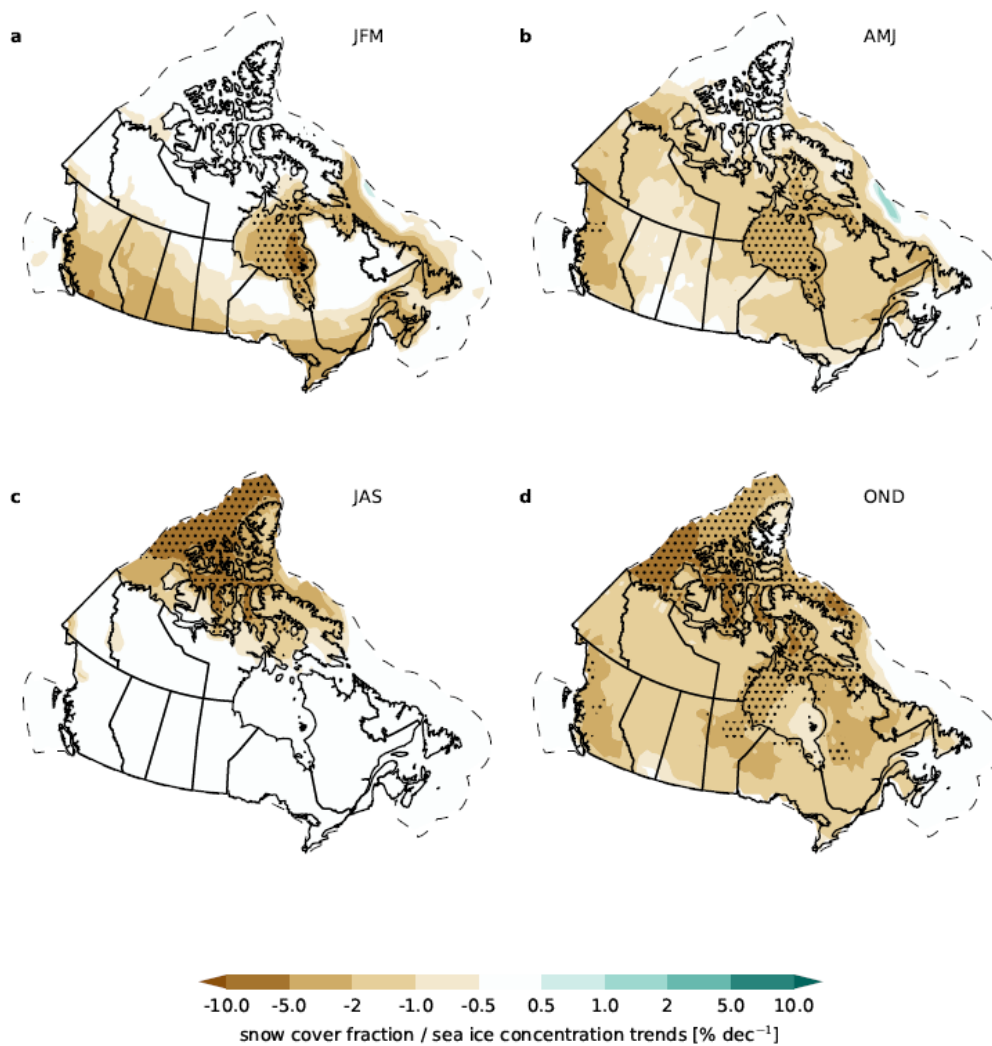 a JFM b AMJ
c JAS d OND
-10.0 -5.0 -2 -1.0 -0.5 0.5 1.0 2 5.0 10.0
snow cover fraction / sea ice concentration trends [% dec⁻¹]